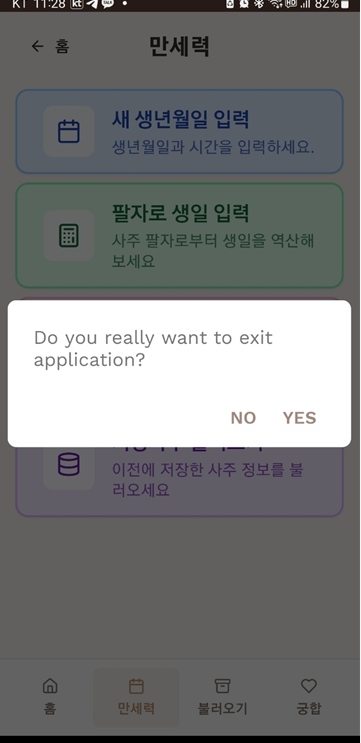 KT 11:28 kt TALK 82%
← 홈 만세력
새 생년월일 입력
생년월일과 시간을 입력하세요.
팔자로 생일 입력
사주 팔자로부터 생일을 역산해
보세요
Do you really want to exit
application?
NO YES
이전에 저장한 사주 정보를 불
러오세요
홈 만세력 불러오기 궁합